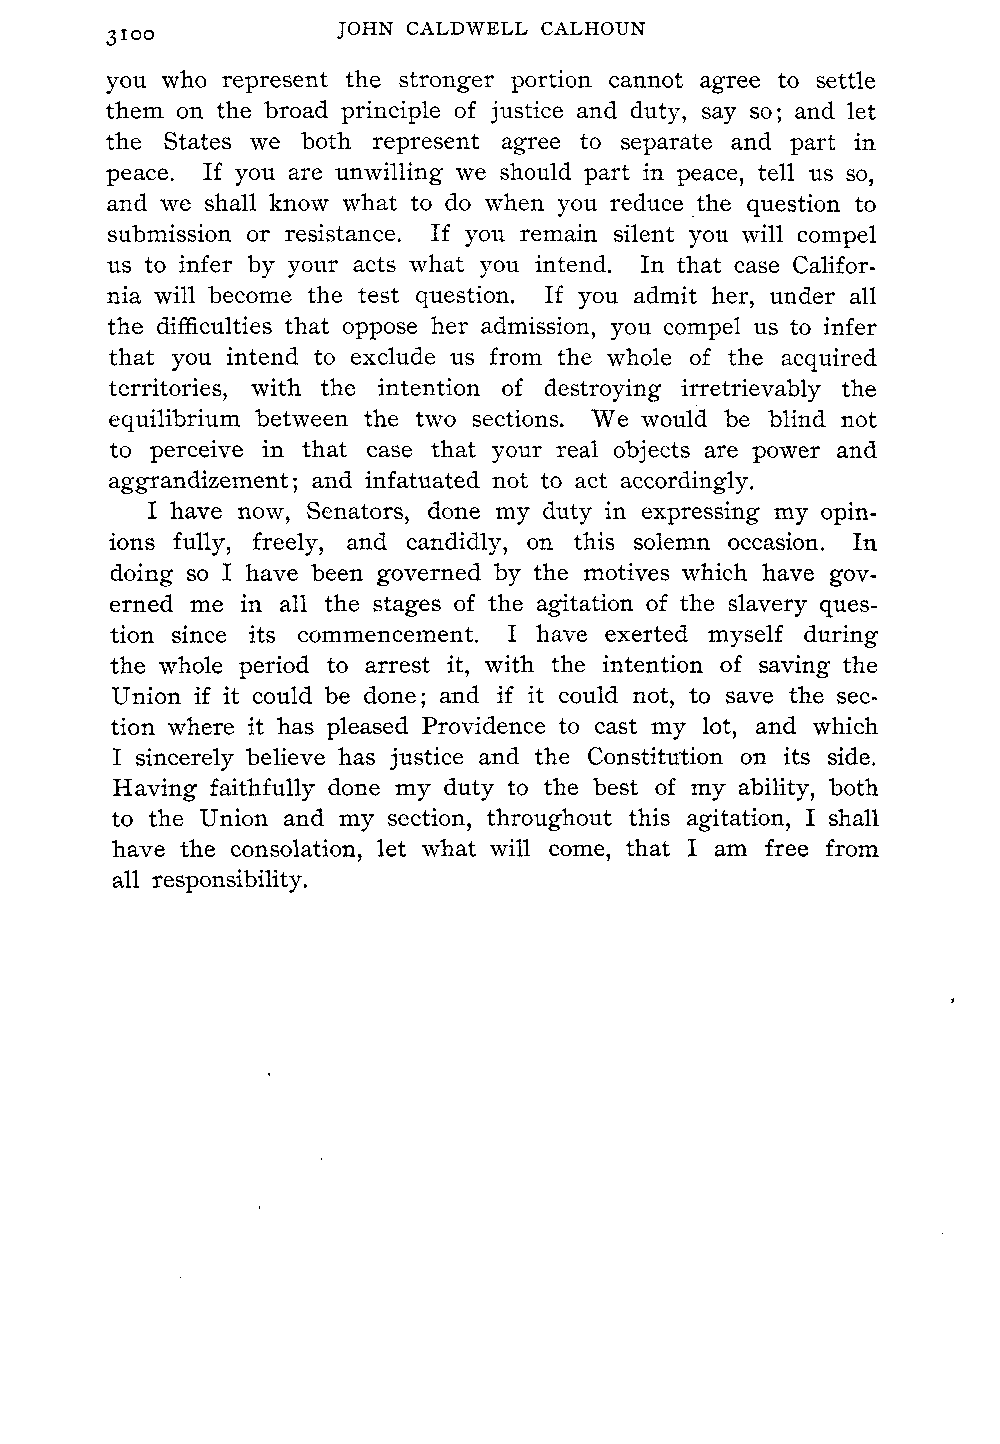 3100 JOHN CALDWELL CALHOUN
you who represent the stronger portion cannot agree to settle
them on the broad principle of justice and duty, say so; and let
the States we both represent agree to separate and part in
peace. If you are unwilling we should part in peace, tell us so,
and we shall know what to do when you reduce the question to
submission or resistance. If you remain silent you will compel
us to infer by your acts what you intend. In that case Califor-
nia will become the test question. If you admit her, under all
the difficulties that oppose her admission, you compel us to infer
that you intend to exclude us from the whole of the acquired
territories, with the intention of destroying irretrievably the
equilibrium between the two sections. We would be blind not
to perceive in that case that your real objects are power and
aggrandizement; and infatuated not to act accordingly.
I have now, Senators, done my duty in expressing my opin-
ions fully, freely, and candidly, on this solemn occasion. In
doing so I have been governed by the motives which have gov-
erned me in all the stages of the agitation of the slavery ques-
tion since its commencement. I have exerted myself during
the whole period to arrest it, with the intention of saving the
Union if it could be done; and if it could not, to save the sec-
tion where it has pleased Providence to cast my lot, and which
I sincerely believe has justice and the Constitution on its side.
Having faithfully done my duty to the best of my ability, both
to the Union and my section, throughout this agitation, I shall
have the consolation, let what will come, that I am free from
all responsibility.